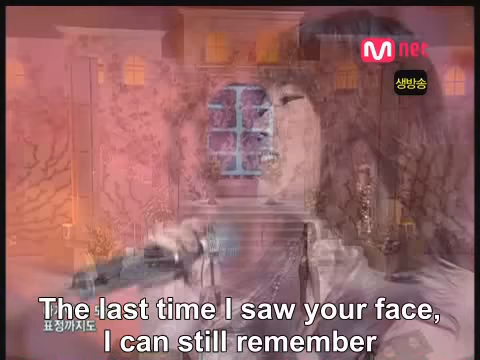 Mnet
생방송
The last time I saw your face,
표정까지도
I can still remember